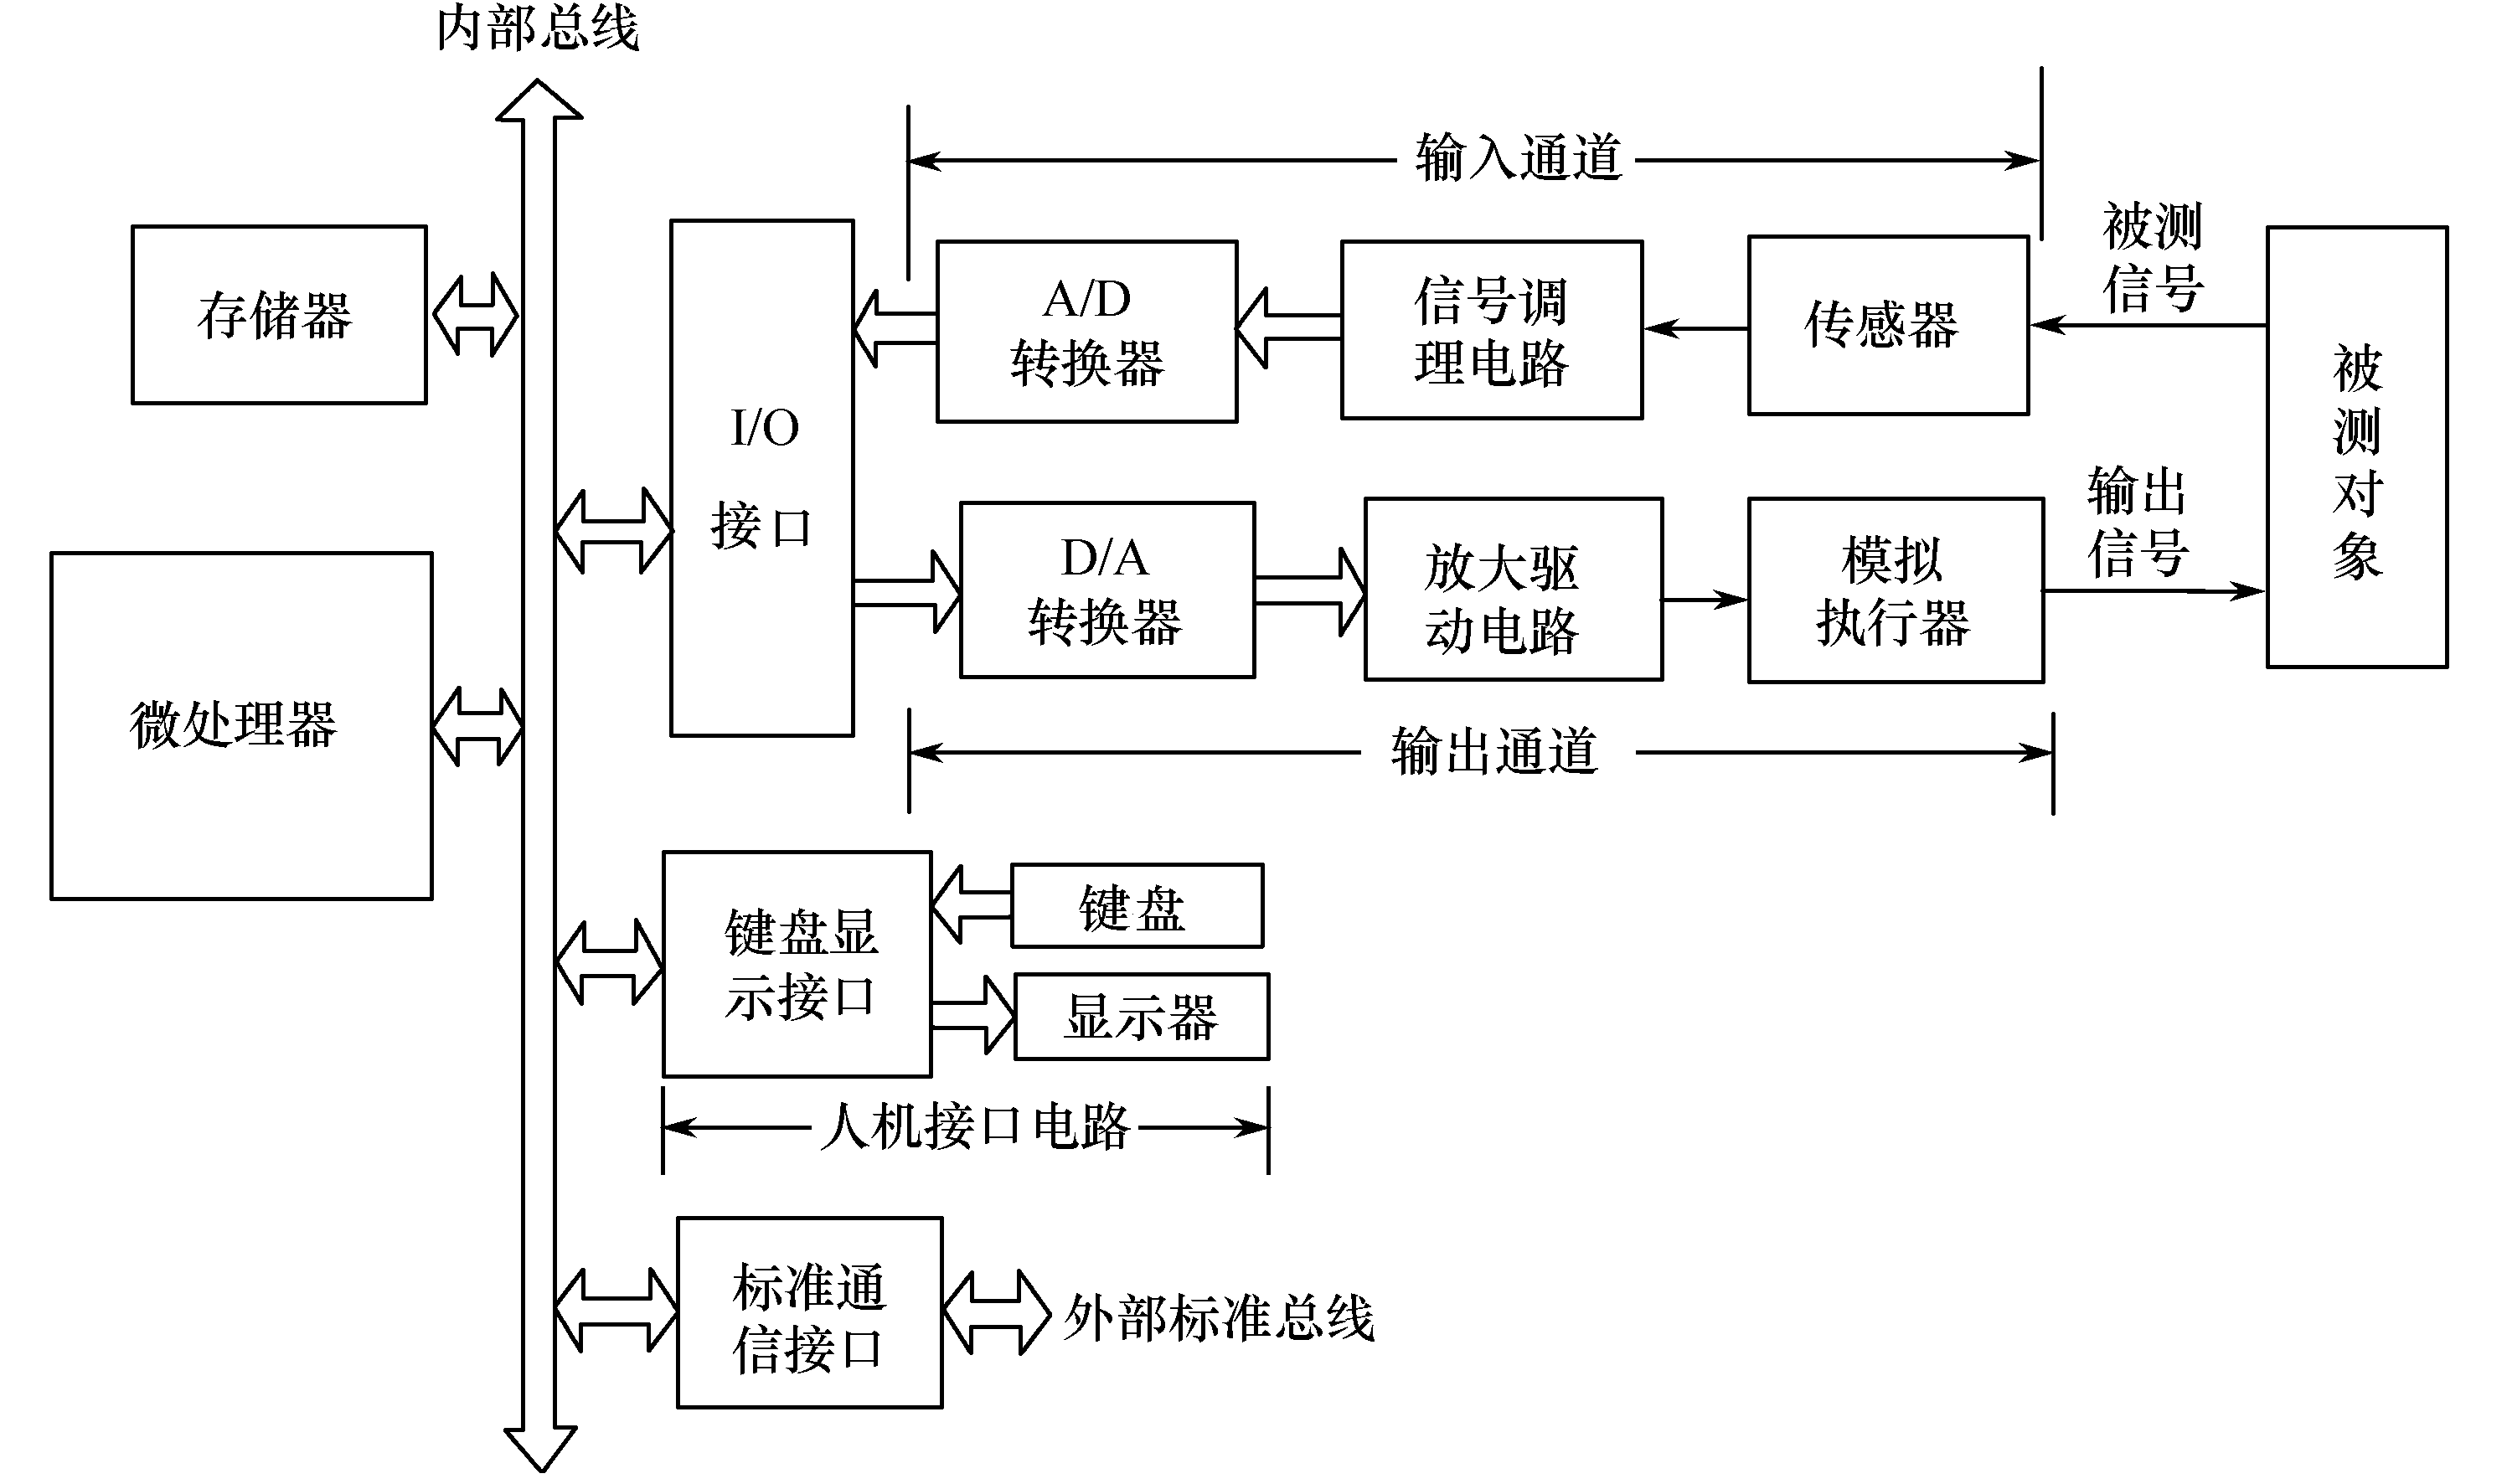 内部总线
输入通道
存储器
I/O
接口
A/D
转换器
信号调
理电路
传感器
被测
信号
被
测
对
象
D/A
转换器
放大驱
动电路
模拟
执行器
输出
信号
微处理器
输出通道
键盘显
示接口
键盘
显示器
人机接口电路
标准通
信接口
外部标准总线